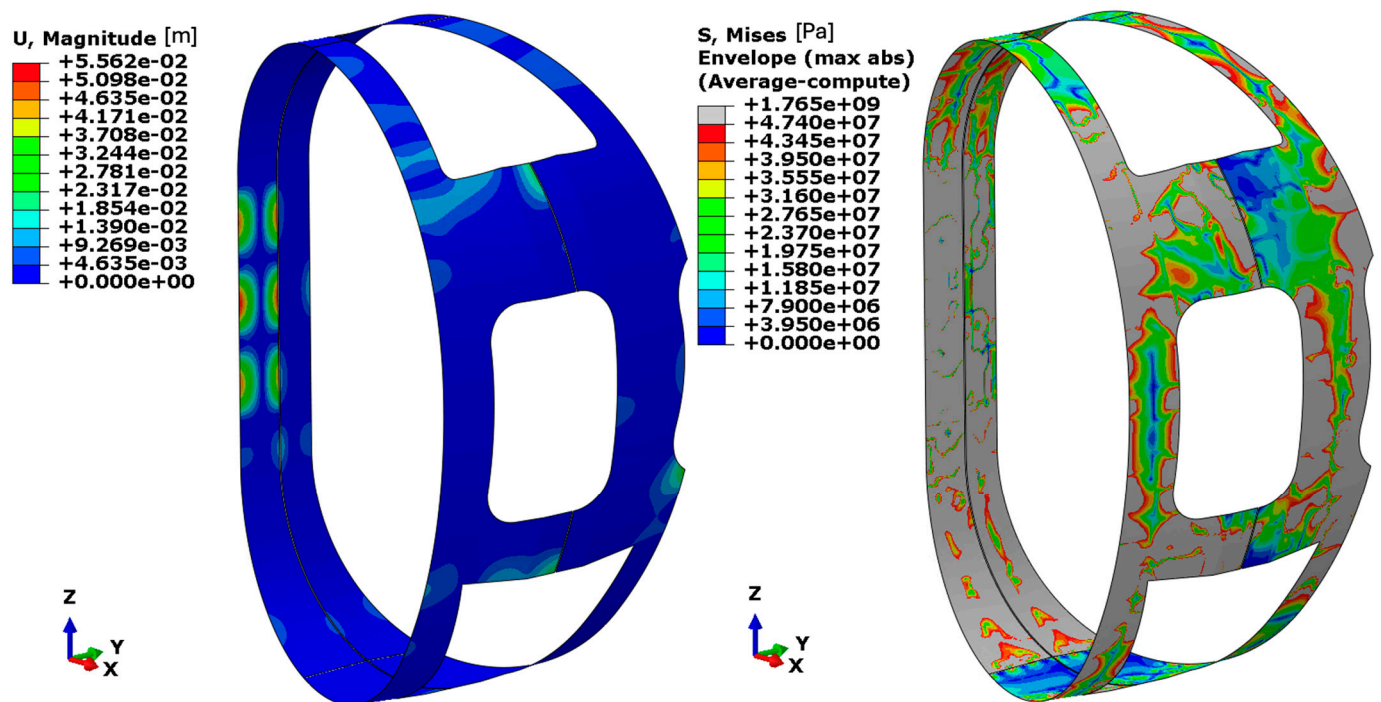 U, Magnitude [m]
+5.562e-02
+5.098e-02
+4.635e-02
+4.171e-02
+3.708e-02
+3.244e-02
+2.781e-02
+2.317e-02
+1.854e-02
+1.390e-02
+9.269e-03
+4.635e-03
+0.000e+00
Z
Y
X
S, Mises [Pa]
Envelope (max abs)
(Average-compute)
+1.765e+09
+4.740e+07
+4.345e+07
+3.950e+07
+3.555e+07
+3.160e+07
+2.765e+07
+2.370e+07
+1.975e+07
+1.580e+07
+1.185e+07
+7.900e+06
+3.950e+06
+0.000e+00
Z
Y
X